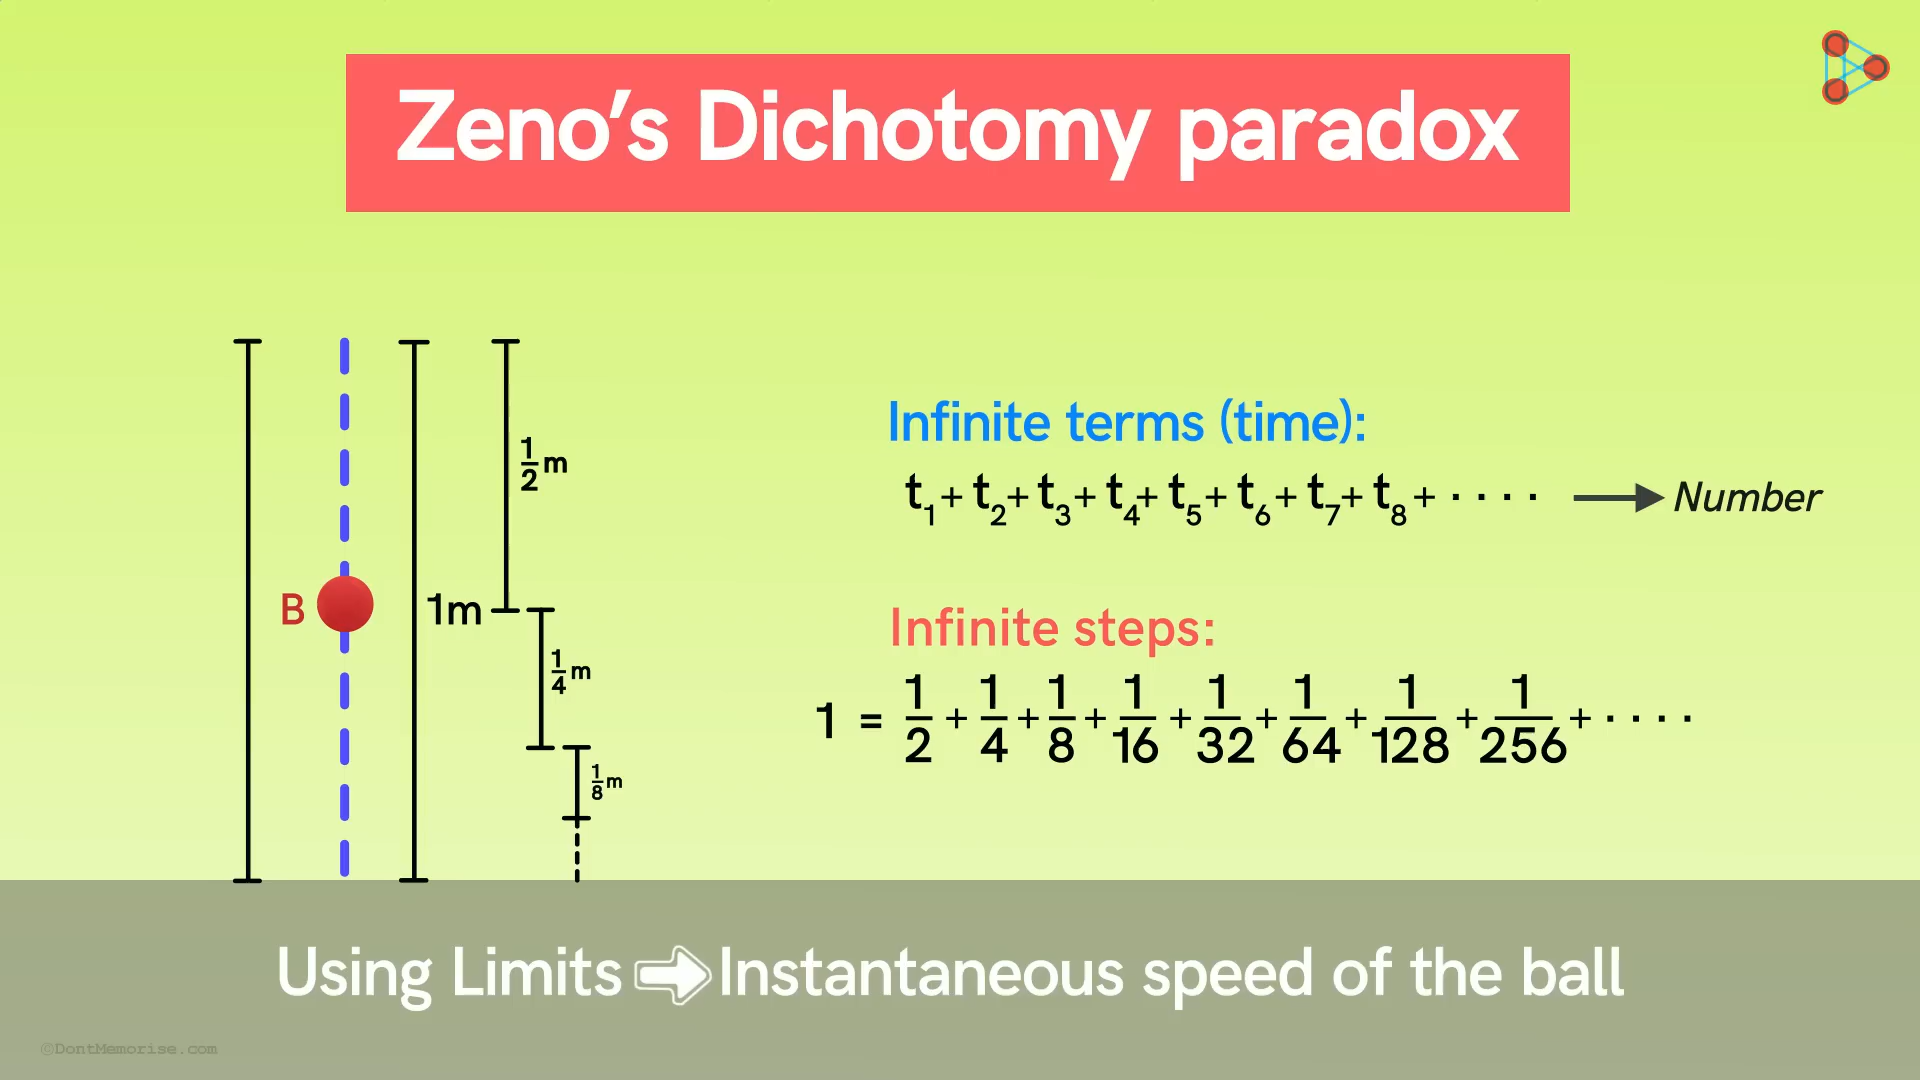 Zeno's Dichotomy paradox
1/2 m
B
1m
1/4 m
1/8 m
Infinite terms (time):
t₁ + t₂ + t₃ + t₄ + t₅ + t₆ + t₇ + t₈ + · · · · → Number
Infinite steps:
1 = 1/2 + 1/4 + 1/8 + 1/16 + 1/32 + 1/64 + 1/128 + 1/256 + · · · ·
Using Limits ⇨ Instantaneous speed of the ball
©DontMemorise.com